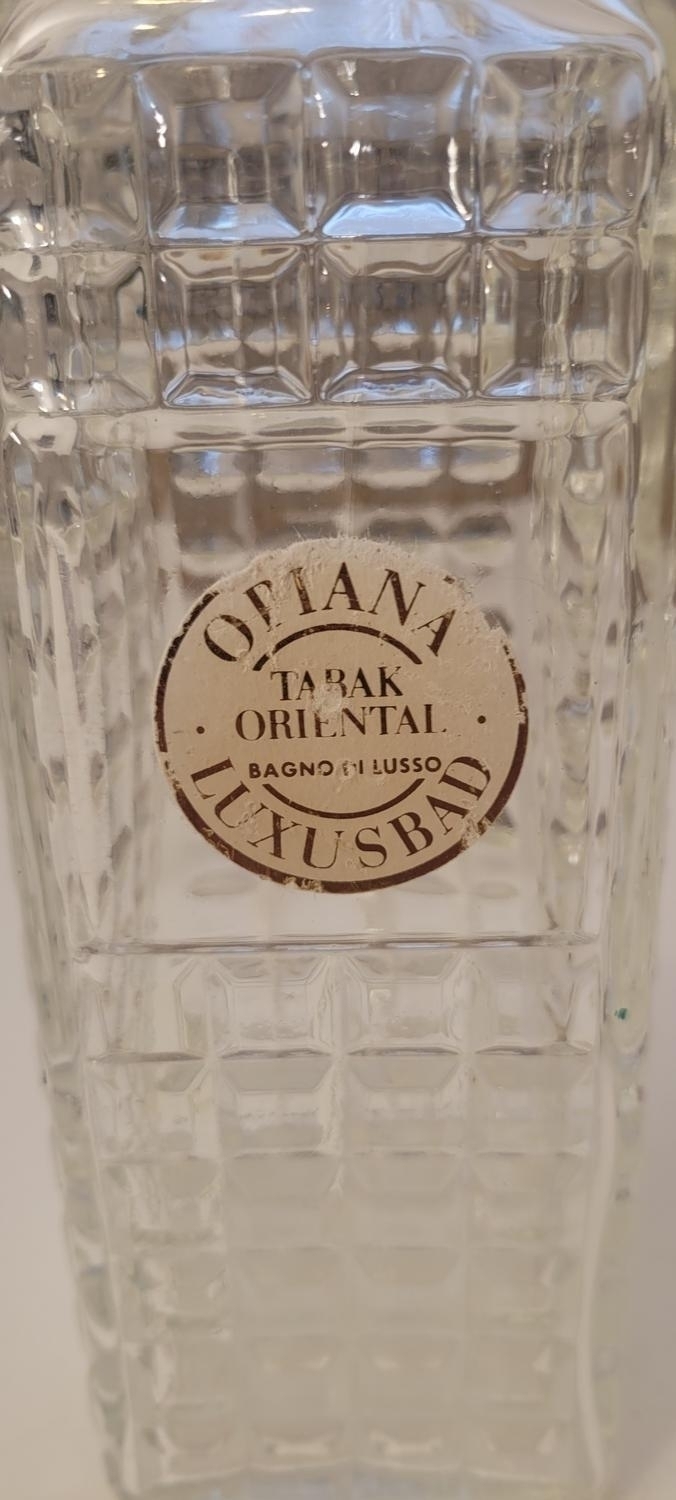 OPIANA
TABAK
ORIENTAL
BAGNO DI LUSSO
LUXUSBAD